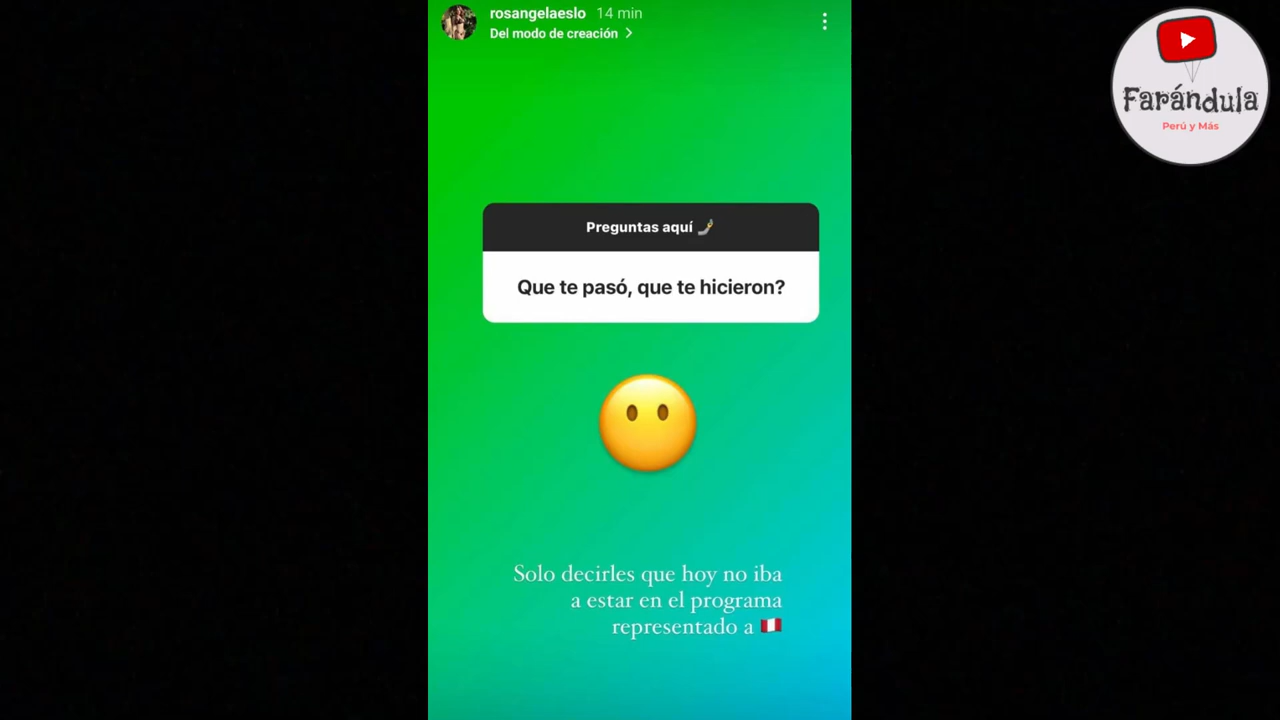 rosangelaeslo 14 min
Del modo de creación >
Farándula
Perú y Más
Preguntas aquí 🤳
Que te pasó, que te hicieron?
😶
Solo decirles que hoy no iba
a estar en el programa
representado a 🇵🇪